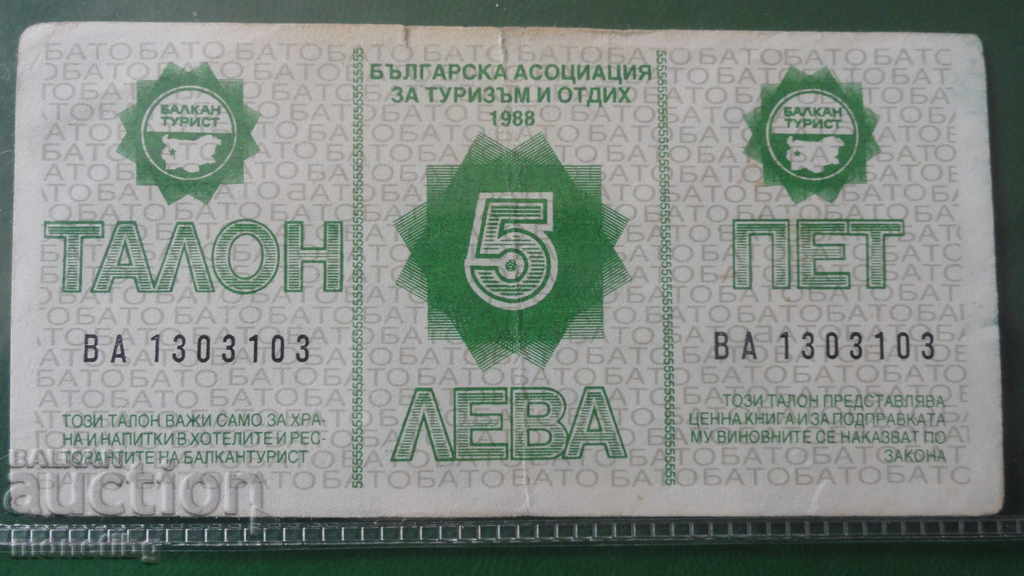 БЪЛГАРСКА АСОЦИАЦИЯ
ЗА ТУРИЗЪМ И ОТДИХ
1988
БАЛКАН
ТУРИСТ
БАЛКАН
ТУРИСТ
ТАЛОН
5
ПЕТ
ВА 1303103
ВА 1303103
ЛЕВА
ТОЗИ ТАЛОН ВАЖИ САМО ЗА ХРА-
НА И НАПИТКИ В ХОТЕЛИТЕ И РЕС-
ТОРАНТИТЕ НА БАЛКАНТУРИСТ
ТОЗИ ТАЛОН ПРЕДСТАВЛЯВА
ЦЕННА КНИГА И ЗА ПОДПРАВКАТА
МУ ВИНОВНИТЕ СЕ НАКАЗВАТ ПО
ЗАКОНА
BALKAN
auction